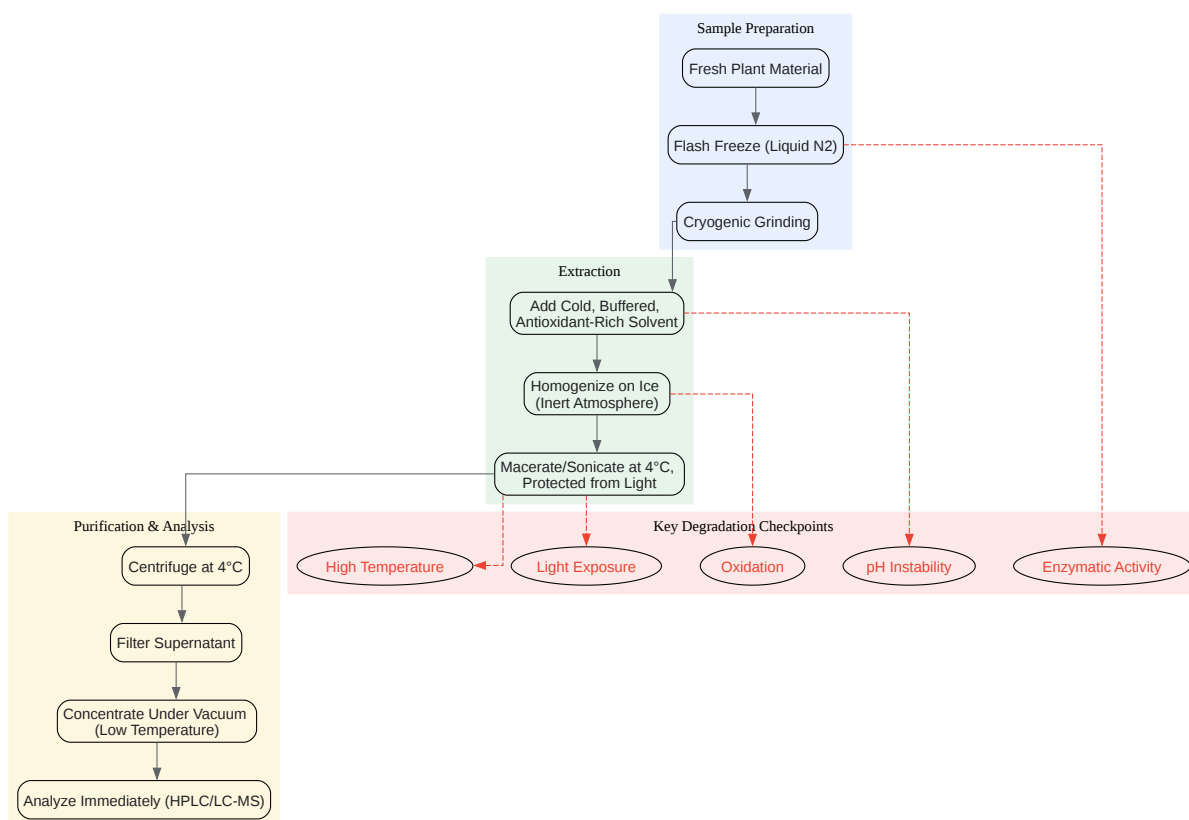 Sample Preparation
Fresh Plant Material
Flash Freeze (Liquid N2)
Cryogenic Grinding
Extraction
Add Cold, Buffered,
Antioxidant-Rich Solvent
Homogenize on Ice
(Inert Atmosphere)
Macerate/Sonicate at 4°C,
Protected from Light
Purification & Analysis
Centrifuge at 4°C
Filter Supernatant
Concentrate Under Vacuum
(Low Temperature)
Analyze Immediately (HPLC/LC-MS)
Key Degradation Checkpoints
High Temperature
Light Exposure
Oxidation
pH Instability
Enzymatic Activity